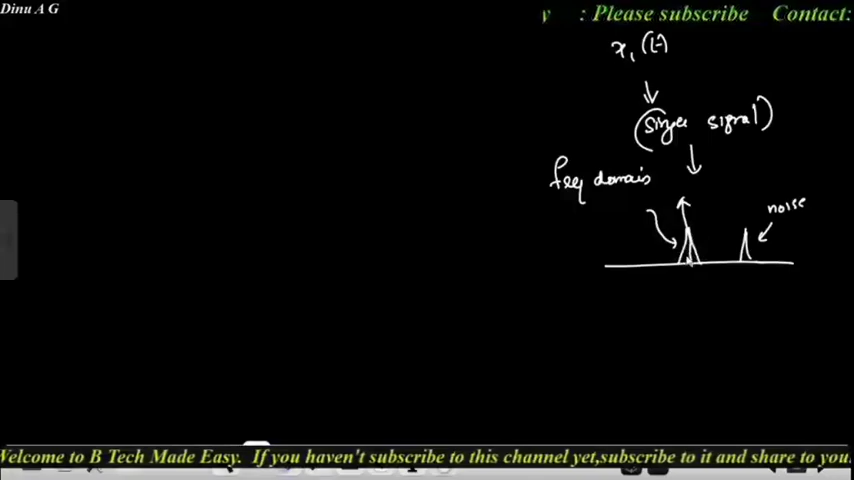 Dinu A G
y : Please subscribe Contact:
x₁(t)
↓
(singer signal)
↓
freq domain
noise
Welcome to B Tech Made Easy. If you haven't subscribe to this channel yet,subscribe to it and share to you